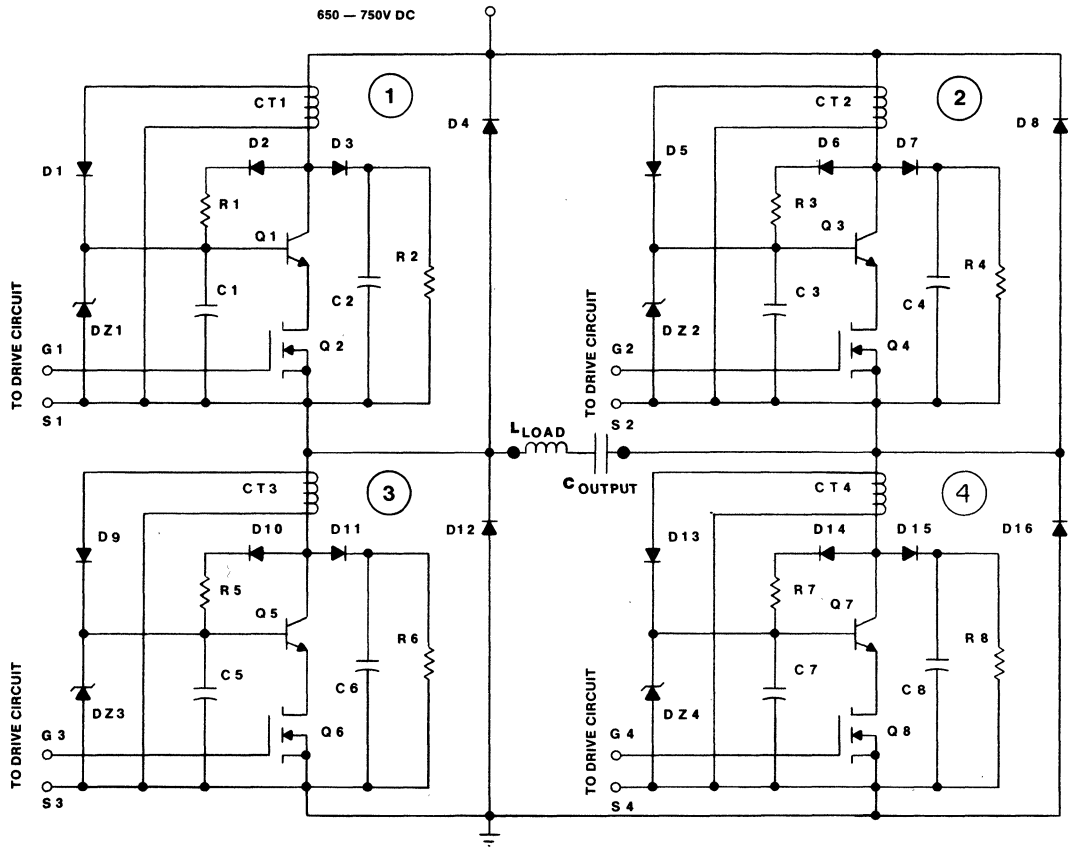 650 — 750V DC
CT1
1
D4
CT2
2
D8
D1
D2
D3
D5
D6
D7
R1
R3
Q1
R2
Q3
R4
C1
C2
C3
C4
DZ1
DZ2
Q2
Q4
G1
G2
TO DRIVE CIRCUIT
TO DRIVE CIRCUIT
S1
S2
LLOAD
COUTPUT
CT3
3
CT4
4
D9
D10
D11
D12
D13
D14
D15
D16
R5
R7
Q5
R6
Q7
R8
C5
C6
C7
C8
DZ3
DZ4
Q6
Q8
G3
G4
TO DRIVE CIRCUIT
TO DRIVE CIRCUIT
S3
S4